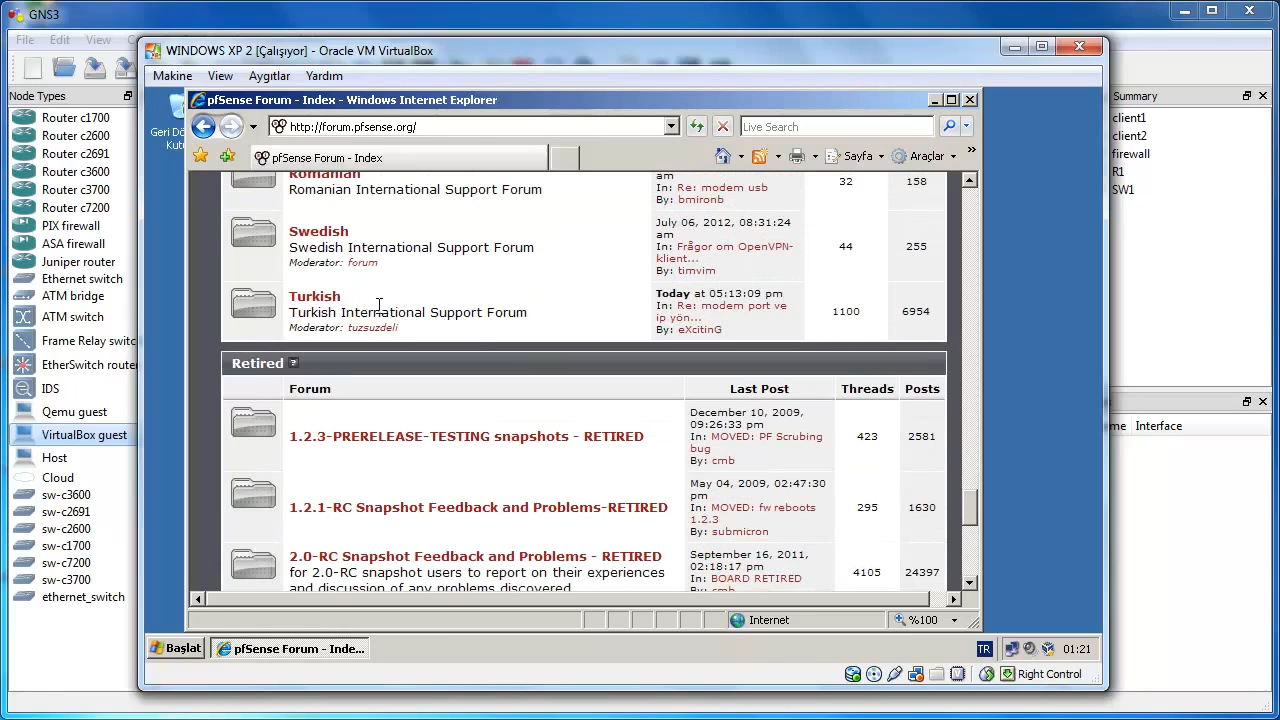 GNS3
File Edit View
WINDOWS XP 2 [Çalışıyor] - Oracle VM VirtualBox
Makine View Aygıtlar Yardım
Node Types
Summary
Router c1700
Router c2600
Router c2691
Router c3600
Router c3700
Router c7200
PIX firewall
ASA firewall
Juniper router
Ethernet switch
ATM bridge
ATM switch
Frame Relay switc
EtherSwitch router
IDS
Qemu guest
VirtualBox guest
Host
Cloud
sw-c3600
sw-c2691
sw-c2600
sw-c1700
sw-c7200
sw-c3700
ethernet_switch
client1
client2
firewall
R1
SW1
me Interface
Geri Dö
Kutu
pfSense Forum - Index - Windows Internet Explorer
http://forum.pfsense.org/
Live Search
pfSense Forum - Index
Sayfa
Araçlar
Romanian
Romanian International Support Forum
am
In: Re: modem usb
By: bmironb
32
158
Swedish
Swedish International Support Forum
Moderator: forum
July 06, 2012, 08:31:24
am
In: Frågor om OpenVPN-
klient...
By: timvim
44
255
Turkish
Turkish International Support Forum
Moderator: tuzsuzdeli
Today at 05:13:09 pm
In: Re: modem port ve
ip yön...
By: eXcitinG
1100
6954
Retired ?
Forum Last Post Threads Posts
1.2.3-PRERELEASE-TESTING snapshots - RETIRED
December 10, 2009,
09:26:33 pm
In: MOVED: PF Scrubing
bug
By: cmb
423
2581
1.2.1-RC Snapshot Feedback and Problems-RETIRED
May 04, 2009, 02:47:30
pm
In: MOVED: fw reboots
1.2.3
By: submicron
295
1630
2.0-RC Snapshot Feedback and Problems - RETIRED
for 2.0-RC snapshot users to report on their experiences
and discussion of any problems discovered
September 16, 2011,
02:18:17 pm
In: BOARD RETIRED
By: cmb
4105
24397
Internet
%100
Başlat
pfSense Forum - Inde...
TR
01:21
Right Control